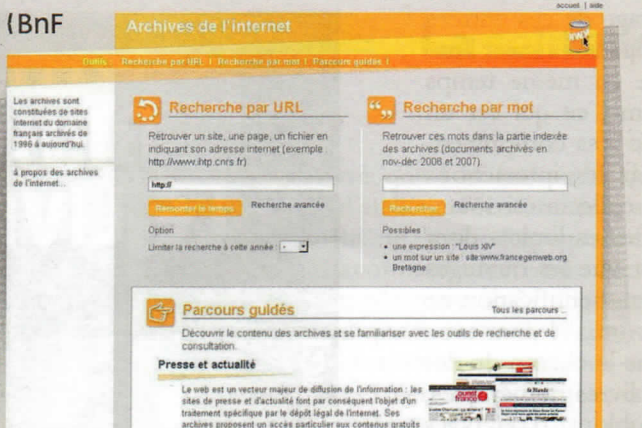 accueil | aide
(BnF
Archives de l'internet
Outils : Recherche par URL | Recherche par mot | Parcours guidés |
Les archives sont
constituées de sites
internet du domaine
français archivés de
1996 à aujourd'hui.
à propos des archives
de l'internet...
Recherche par URL
Retrouver un site, une page, un fichier en
indiquant son adresse internet (exemple
http://www.ihtp.cnrs.fr)
http://
Remonter le temps
Recherche avancée
Option
Limiter la recherche à cette année : -
Recherche par mot
Retrouver ces mots dans la partie indexée
des archives (documents archivés en
nov-déc 2006 et 2007).
Rechercher
Recherche avancée
Possibles
• une expression : "Louis XIV"
• un mot sur un site : site:www.francegenweb.org
Bretagne
Parcours guidés
Tous les parcours ...
Découvrir le contenu des archives et se familiariser avec les outils de recherche et de
consultation.
Presse et actualité
Le web est un vecteur majeur de diffusion de l'information : les
sites de presse et d'actualité font par conséquent l'objet d'un
traitement spécifique par le dépôt légal de l'internet. Ses
archives proposent un accès particulier aux contenus gratuits
ouest
france
Le Monde